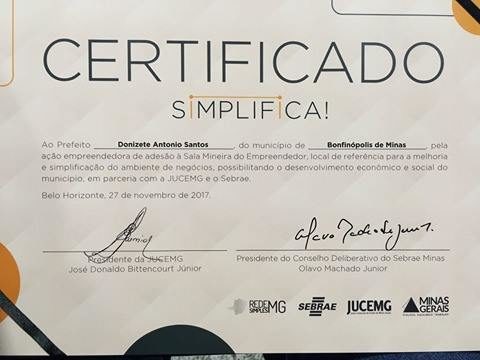 CERTIFICADO
SIMPLIFICA!
Ao Prefeito Donizete Antonio Santos, do município de Bonfinópolis de Minas, pela
ação empreendedora de adesão à Sala Mineira do Empreendedor, local de referência para a melhoria
e simplificação do ambiente de negócios, possibilitando o desenvolvimento econômico e social do
município, em parceria com a JUCEMG e o Sebrae.
Belo Horizonte, 27 de novembro de 2017.
Olavo Machado Junior
Presidente da JUCEMG
José Donaldo Bittencourt Júnior
Presidente do Conselho Deliberativo do Sebrae Minas
Olavo Machado Junior
REDE SIMPLES MG
SEBRAE
JUCEMG
MINAS GERAIS